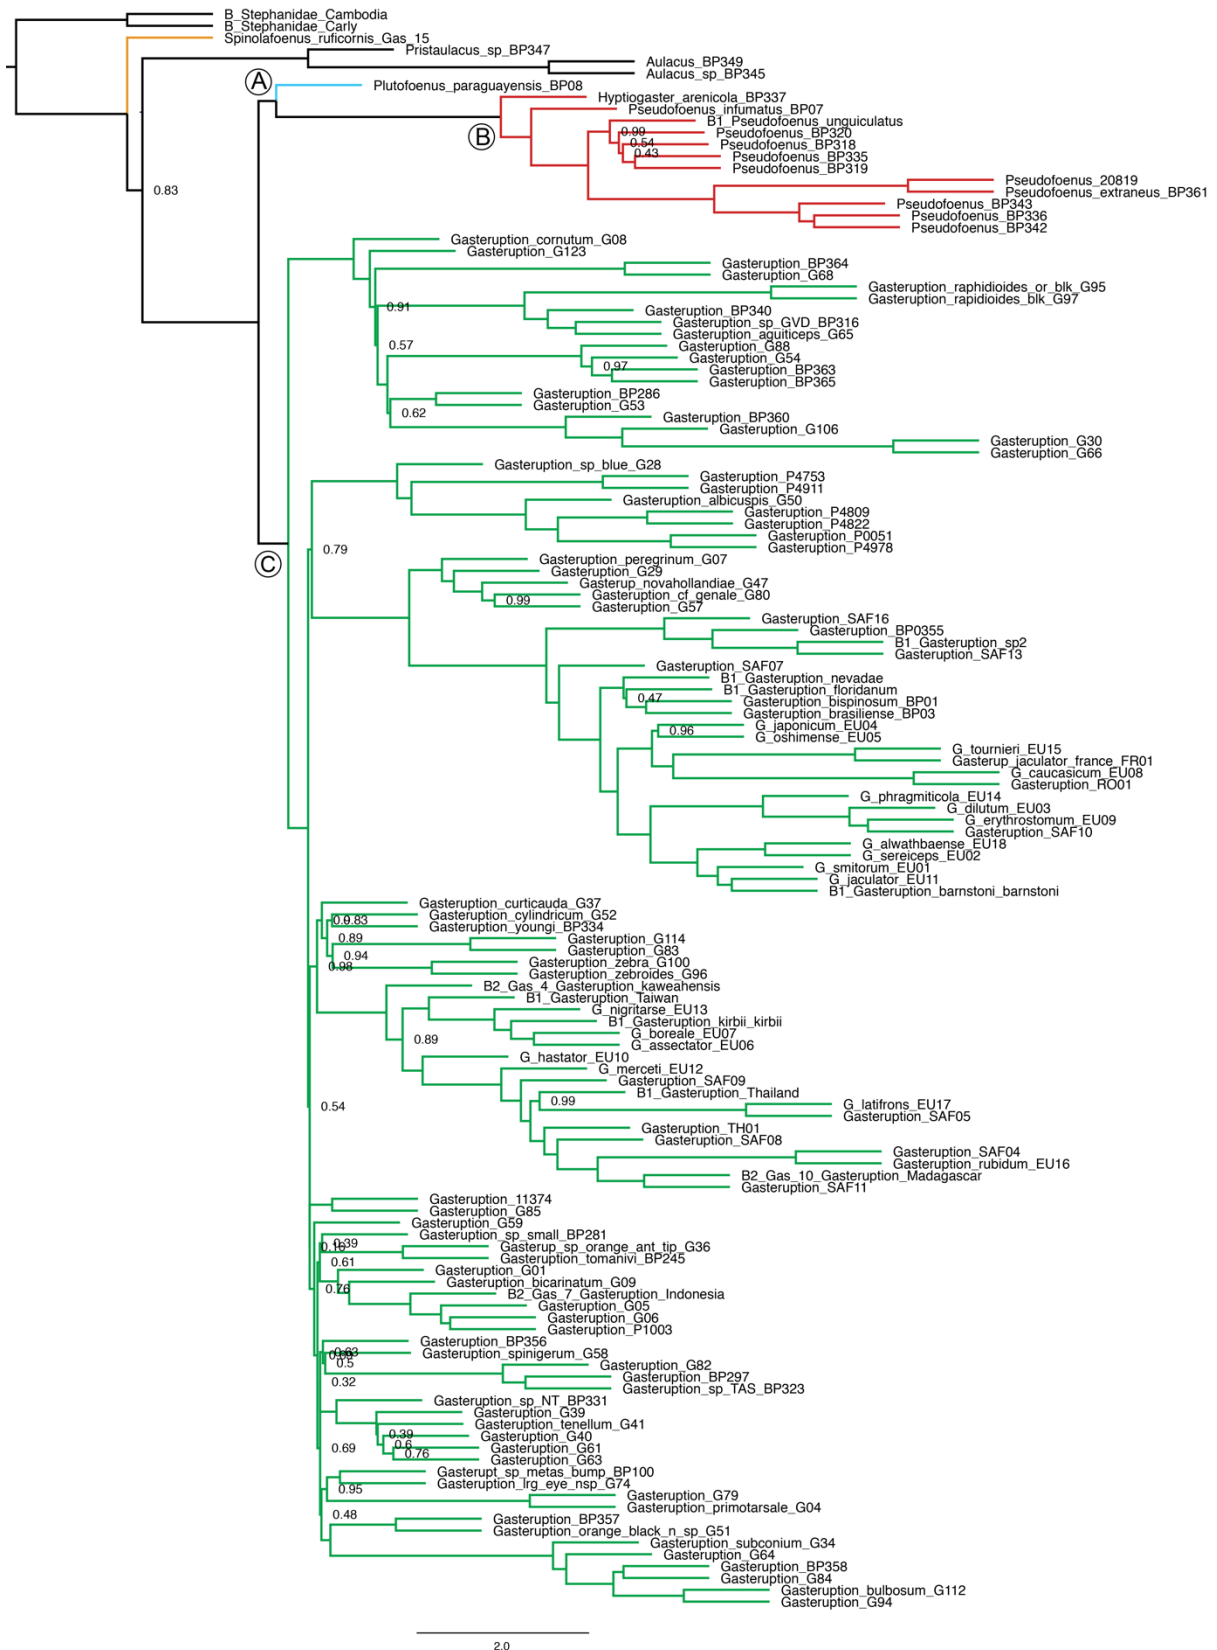 B_Stephanidae_Cambodia
B_Stephanidae_Carly
Spinolafoenus_ruficornis_Gas_15
Pristaulacus_sp_BP347
Aulacus_BP349
Aulacus_sp_BP345
A
Plutofoenus_paraguayensis_BP08
Hyptiogaster_arenicola_BP337
Pseudofoenus_infumatus_BP07
B1_Pseudofoenus_unguiculatus
B
0.99
Pseudofoenus_BP320
0.54
Pseudofoenus_BP318
0.43
Pseudofoenus_BP335
Pseudofoenus_BP319
0.83
Pseudofoenus_20819
Pseudofoenus_extraneus_BP361
Pseudofoenus_BP343
Pseudofoenus_BP336
Pseudofoenus_BP342
Gasteruption_cornutum_G08
Gasteruption_G123
Gasteruption_BP364
Gasteruption_G68
Gasteruption_raphidioides_or_blk_G95
Gasteruption_rapidioides_blk_G97
0.91
Gasteruption_BP340
Gasteruption_sp_GVD_BP316
Gasteruption_aguiticeps_G65
0.57
Gasteruption_G88
Gasteruption_G54
0.97
Gasteruption_BP363
Gasteruption_BP365
Gasteruption_BP286
Gasteruption_G53
0.62
Gasteruption_BP360
Gasteruption_G106
Gasteruption_G30
Gasteruption_G66
Gasteruption_sp_blue_G28
Gasteruption_P4753
Gasteruption_P4911
Gasteruption_albicuspis_G50
Gasteruption_P4809
Gasteruption_P4822
Gasteruption_P0051
Gasteruption_P4978
0.79
C
Gasteruption_peregrinum_G07
Gasteruption_G29
Gasterup_novahollandiae_G47
Gasteruption_cf_genale_G80
0.99
Gasteruption_G57
Gasteruption_SAF16
Gasteruption_BP0355
B1_Gasteruption_sp2
Gasteruption_SAF13
Gasteruption_SAF07
B1_Gasteruption_nevadae
B1_Gasteruption_floridanum
0.47
Gasteruption_bispinosum_BP01
Gasteruption_brasiliense_BP03
G_japonicum_EU04
0.96
G_oshimense_EU05
G_tournieri_EU15
Gasterup_jaculator_france_FR01
G_caucasicum_EU08
Gasteruption_RO01
G_phragmiticola_EU14
G_dilutum_EU03
G_erythrostomum_EU09
Gasteruption_SAF10
G_alwathbaense_EU18
G_sereiceps_EU02
G_smitorum_EU01
G_jaculator_EU11
B1_Gasteruption_barnstoni_barnstoni
Gasteruption_curticauda_G37
Gasteruption_cylindricum_G52
0.83
Gasteruption_youngi_BP334
0.89
Gasteruption_G114
Gasteruption_G83
0.94
0.98
Gasteruption_zebra_G100
Gasteruption_zebroides_G96
B2_Gas_4_Gasteruption_kaweahensis
B1_Gasteruption_Taiwan
G_nigritarse_EU13
B1_Gasteruption_kirbii_kirbii
0.89
G_boreale_EU07
G_assectator_EU06
G_hastator_EU10
G_merceti_EU12
Gasteruption_SAF09
B1_Gasteruption_Thailand
0.99
0.54
G_latifrons_EU17
Gasteruption_SAF05
Gasteruption_TH01
Gasteruption_SAF08
Gasteruption_SAF04
Gasteruption_rubidum_EU16
B2_Gas_10_Gasteruption_Madagascar
Gasteruption_SAF11
Gasteruption_11374
Gasteruption_G85
Gasteruption_G59
Gasteruption_sp_small_BP281
0.39
Gasterup_sp_orange_ant_tip_G36
Gasteruption_tomanivi_BP245
0.61
Gasteruption_G01
Gasteruption_bicarinatum_G09
0.76
B2_Gas_7_Gasteruption_Indonesia
Gasteruption_G05
Gasteruption_G06
Gasteruption_P1003
Gasteruption_BP356
0.63
Gasteruption_spinigerum_G58
0.5
Gasteruption_G82
Gasteruption_BP297
0.32
Gasteruption_sp_TAS_BP323
Gasteruption_sp_NT_BP331
Gasteruption_G39
Gasteruption_tenellum_G41
0.39
Gasteruption_G40
0.69
0.6
Gasteruption_G61
0.76
Gasteruption_G63
Gasterupt_sp_metas_bump_BP100
Gasteruption_lrg_eye_nsp_G74
0.95
Gasteruption_G79
Gasteruption_primotarsale_G04
0.48
Gasteruption_BP357
Gasteruption_orange_black_n_sp_G51
Gasteruption_subconium_G34
Gasteruption_G64
Gasteruption_BP358
Gasteruption_G84
Gasteruption_bulbosum_G112
Gasteruption_G94
2.0